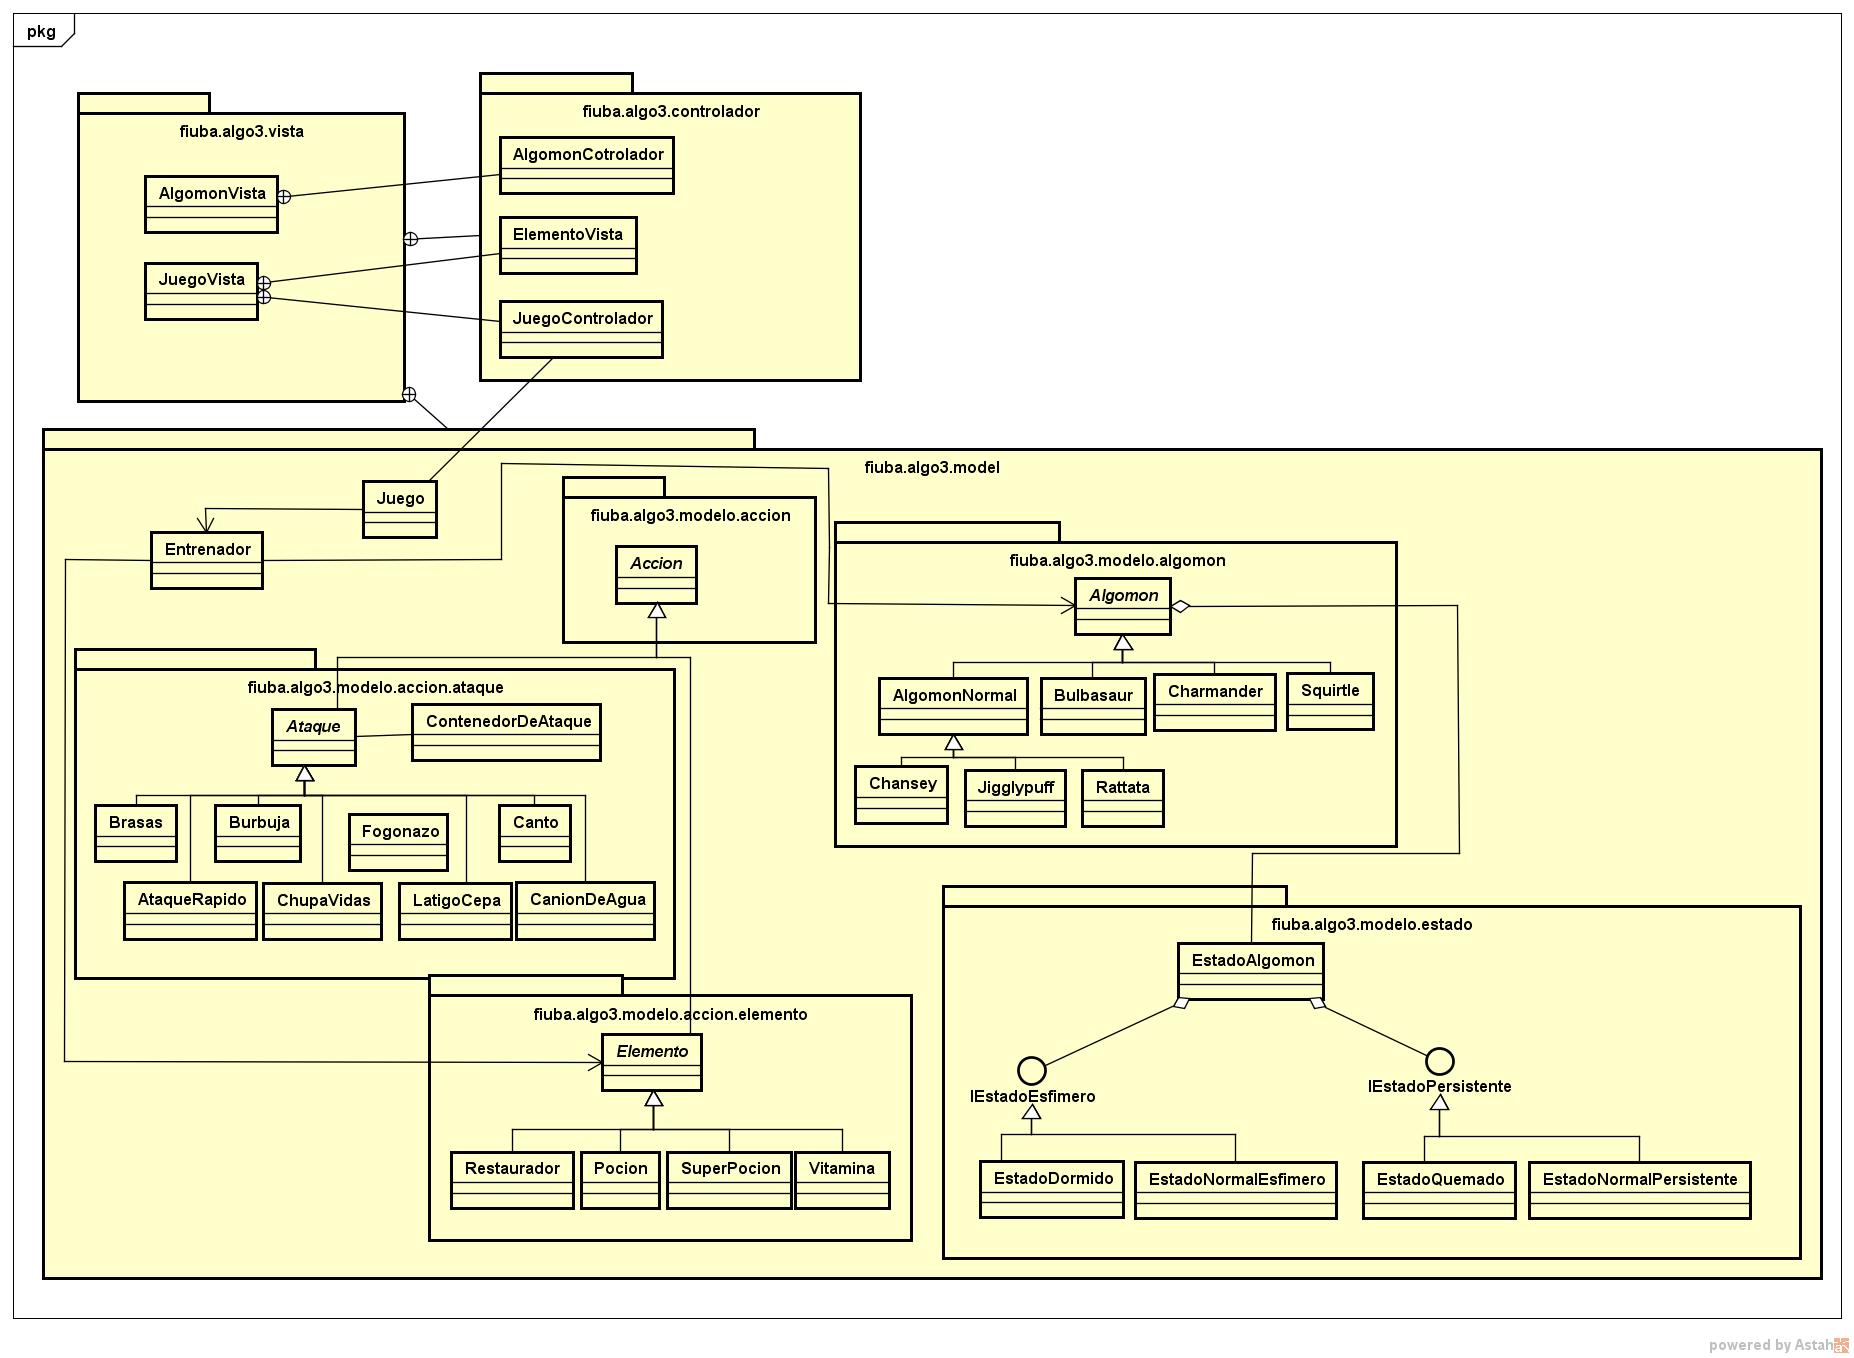 pkg
fiuba.algo3.vista
AlgomonVista
JuegoVista
fiuba.algo3.controlador
AlgomonCotrolador
ElementoVista
JuegoControlador
fiuba.algo3.model
Juego
Entrenador
fiuba.algo3.modelo.accion
Accion
fiuba.algo3.modelo.algomon
Algomon
AlgomonNormal
Bulbasaur
Charmander
Squirtle
Chansey
Jigglypuff
Rattata
fiuba.algo3.modelo.accion.ataque
Ataque
ContenedorDeAtaque
Brasas
Burbuja
Fogonazo
Canto
AtaqueRapido
ChupaVidas
LatigoCepa
CanionDeAgua
fiuba.algo3.modelo.accion.elemento
Elemento
Restaurador
Pocion
SuperPocion
Vitamina
fiuba.algo3.modelo.estado
EstadoAlgomon
IEstadoEsfimero
IEstadoPersistente
EstadoDormido
EstadoNormalEsfimero
EstadoQuemado
EstadoNormalPersistente
powered by Astah